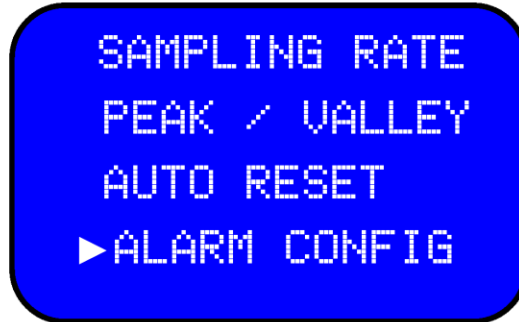 SAMPLING RATE
PEAK / VALLEY
AUTO RESET
►ALARM CONFIG